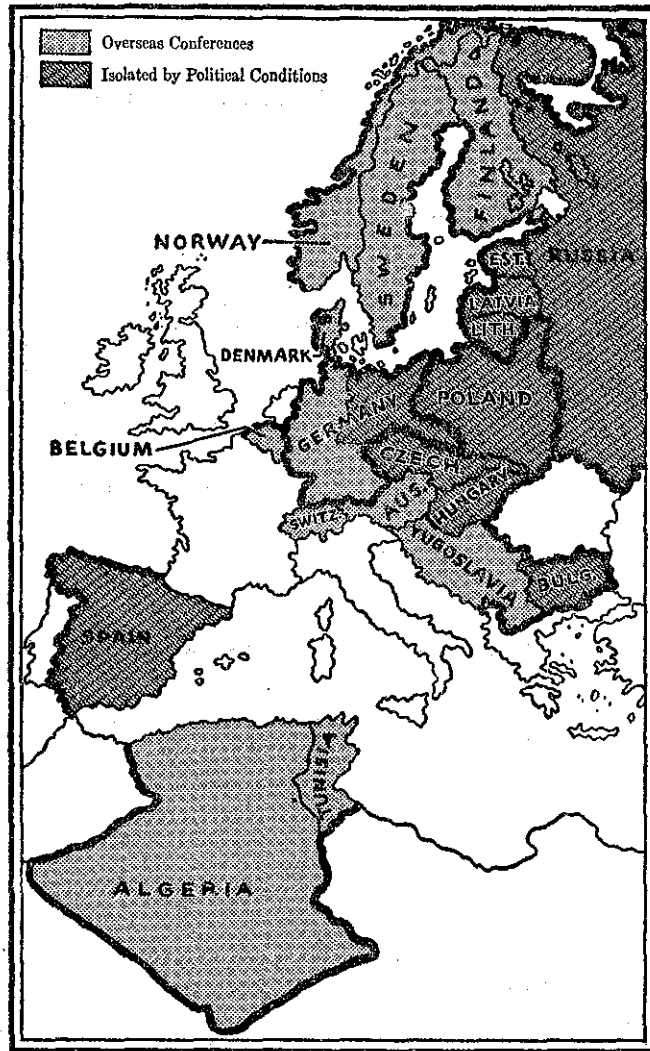 Overseas Conferences
Isolated by Political Conditions
NORWAY
SWEDEN
FINLAND
EST.
RUSSIA
LATVIA
LITH.
DENMARK
BELGIUM
GERMANY
POLAND
CZECH.
SWITZ.
AUS.
HUNGARY
YUGOSLAVIA
BULG.
SPAIN
TUNISIA
ALGERIA